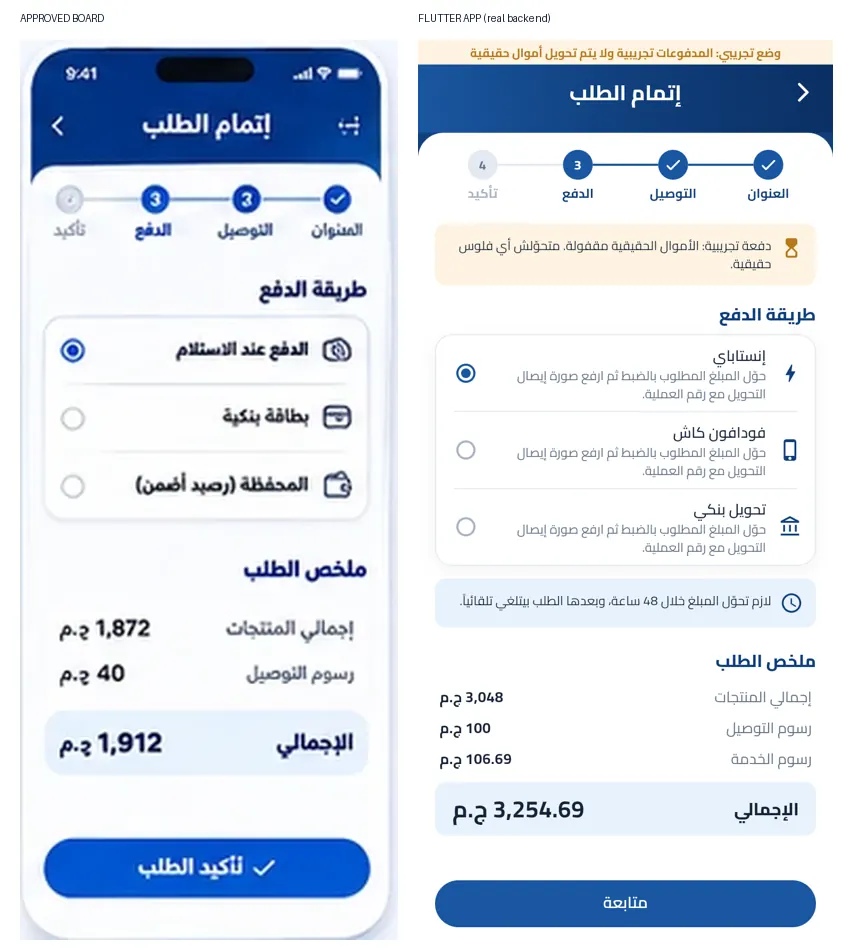 APPROVED BOARD
9:41
إتمام الطلب
العنوان
3 التوصيل
3 الدفع
تأكيد
طريقة الدفع
الدفع عند الاستلام
بطاقة بنكية
المحفظة (رصيد أضمن)
ملخص الطلب
إجمالي المنتجات 1,872 ج.م
رسوم التوصيل 40 ج.م
الإجمالي 1,912 ج.م
تأكيد الطلب
FLUTTER APP (real backend)
وضع تجريبي: المدفوعات تجريبية ولا يتم تحويل أموال حقيقية
إتمام الطلب
العنوان
التوصيل
3 الدفع
4 تأكيد
دفعة تجريبية: الأموال الحقيقية مقفولة. متحوّلش أي فلوس
حقيقية.
طريقة الدفع
إنستاباي
حوّل المبلغ المطلوب بالضبط ثم ارفع صورة إيصال
التحويل مع رقم العملية.
فودافون كاش
حوّل المبلغ المطلوب بالضبط ثم ارفع صورة إيصال
التحويل مع رقم العملية.
تحويل بنكي
حوّل المبلغ المطلوب بالضبط ثم ارفع صورة إيصال
التحويل مع رقم العملية.
لازم تحوّل المبلغ خلال 48 ساعة، وبعدها الطلب بيتلغي تلقائياً.
ملخص الطلب
إجمالي المنتجات 3,048 ج.م
رسوم التوصيل 100 ج.م
رسوم الخدمة 106.69 ج.م
الإجمالي 3,254.69 ج.م
متابعة